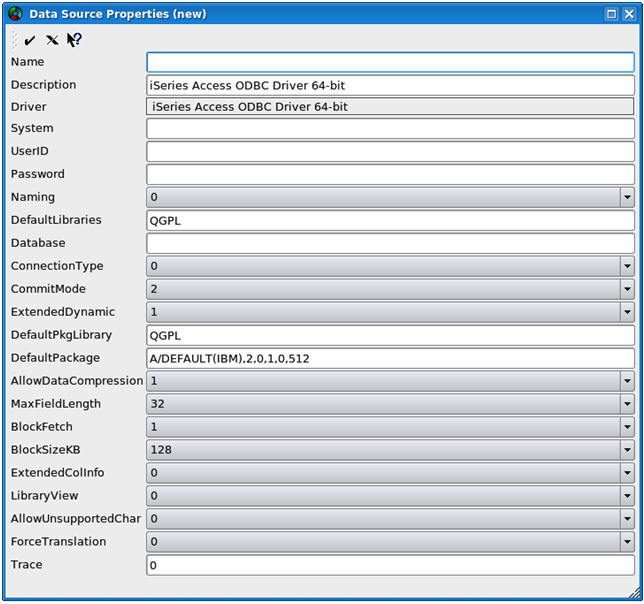 Data Source Properties (new)
Name
Description iSeries Access ODBC Driver 64-bit
Driver iSeries Access ODBC Driver 64-bit
System
UserID
Password
Naming 0
DefaultLibraries QGPL
Database
ConnectionType 0
CommitMode 2
ExtendedDynamic 1
DefaultPkgLibrary QGPL
DefaultPackage A/DEFAULT(IBM),2,0,1,0,512
AllowDataCompression 1
MaxFieldLength 32
BlockFetch 1
BlockSizeKB 128
ExtendedColInfo 0
LibraryView 0
AllowUnsupportedChar 0
ForceTranslation 0
Trace 0